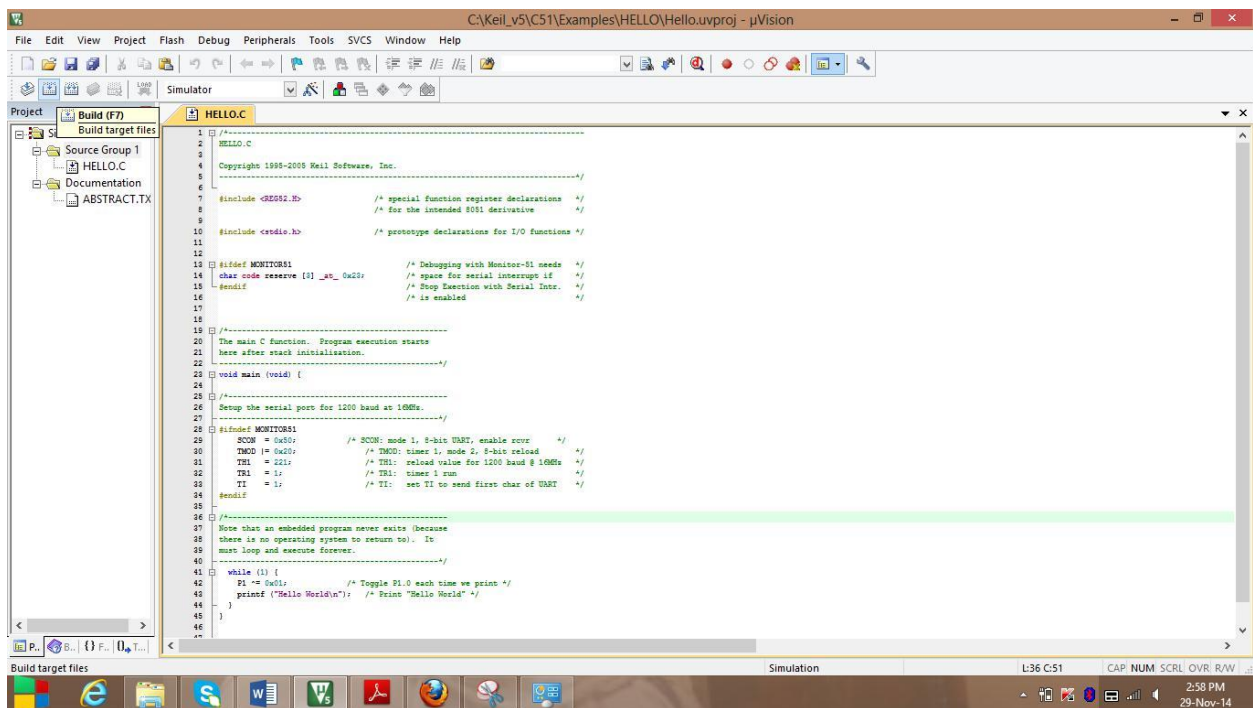 C:\Keil_v5\C51\Examples\HELLO\Hello.uvproj - µVision
File Edit View Project Flash Debug Peripherals Tools SVCS Window Help
Simulator
Project
Build (F7)
Build target files
HELLO.C
Source Group 1
HELLO.C
Documentation
ABSTRACT.TX
1 /*------------------------------------------------------------------------------
2 HELLO.C
3
4 Copyright 1995-2005 Keil Software, Inc.
5 ------------------------------------------------------------------------------*/
6
7 #include <REG52.H> /* special function register declarations */
8 /* for the intended 8051 derivative */
9
10 #include <stdio.h> /* prototype declarations for I/O functions */
11
12
13 #ifdef MONITOR51 /* Debugging with Monitor-51 needs */
14 char code reserve [3] _at_ 0x23; /* space for serial interrupt if */
15 #endif /* Stop Exection with Serial Intr. */
16 /* is enabled */
17
18
19 /*------------------------------------------------
20 The main C function. Program execution starts
21 here after stack initialization.
22 ------------------------------------------------*/
23 void main (void) {
24
25 /*------------------------------------------------
26 Setup the serial port for 1200 baud at 16MHz.
27 ------------------------------------------------*/
28 #ifndef MONITOR51
29 SCON = 0x50; /* SCON: mode 1, 8-bit UART, enable rcvr */
30 TMOD |= 0x20; /* TMOD: timer 1, mode 2, 8-bit reload */
31 TH1 = 221; /* TH1: reload value for 1200 baud @ 16MHz */
32 TR1 = 1; /* TR1: timer 1 run */
33 TI = 1; /* TI: set TI to send first char of UART */
34 #endif
35
36 /*------------------------------------------------
37 Note that an embedded program never exits (because
38 there is no operating system to return to). It
39 must loop and execute forever.
40 ------------------------------------------------*/
41 while (1) {
42 P1 ^= 0x01; /* Toggle P1.0 each time we print */
43 printf ("Hello World\n"); /* Print "Hello World" */
44 }
45 }
46
P... B... {} F... 0 T...
Build target files
Simulation
L:36 C:51
CAP NUM SCRL OVR R/W
2:58 PM
29-Nov-14